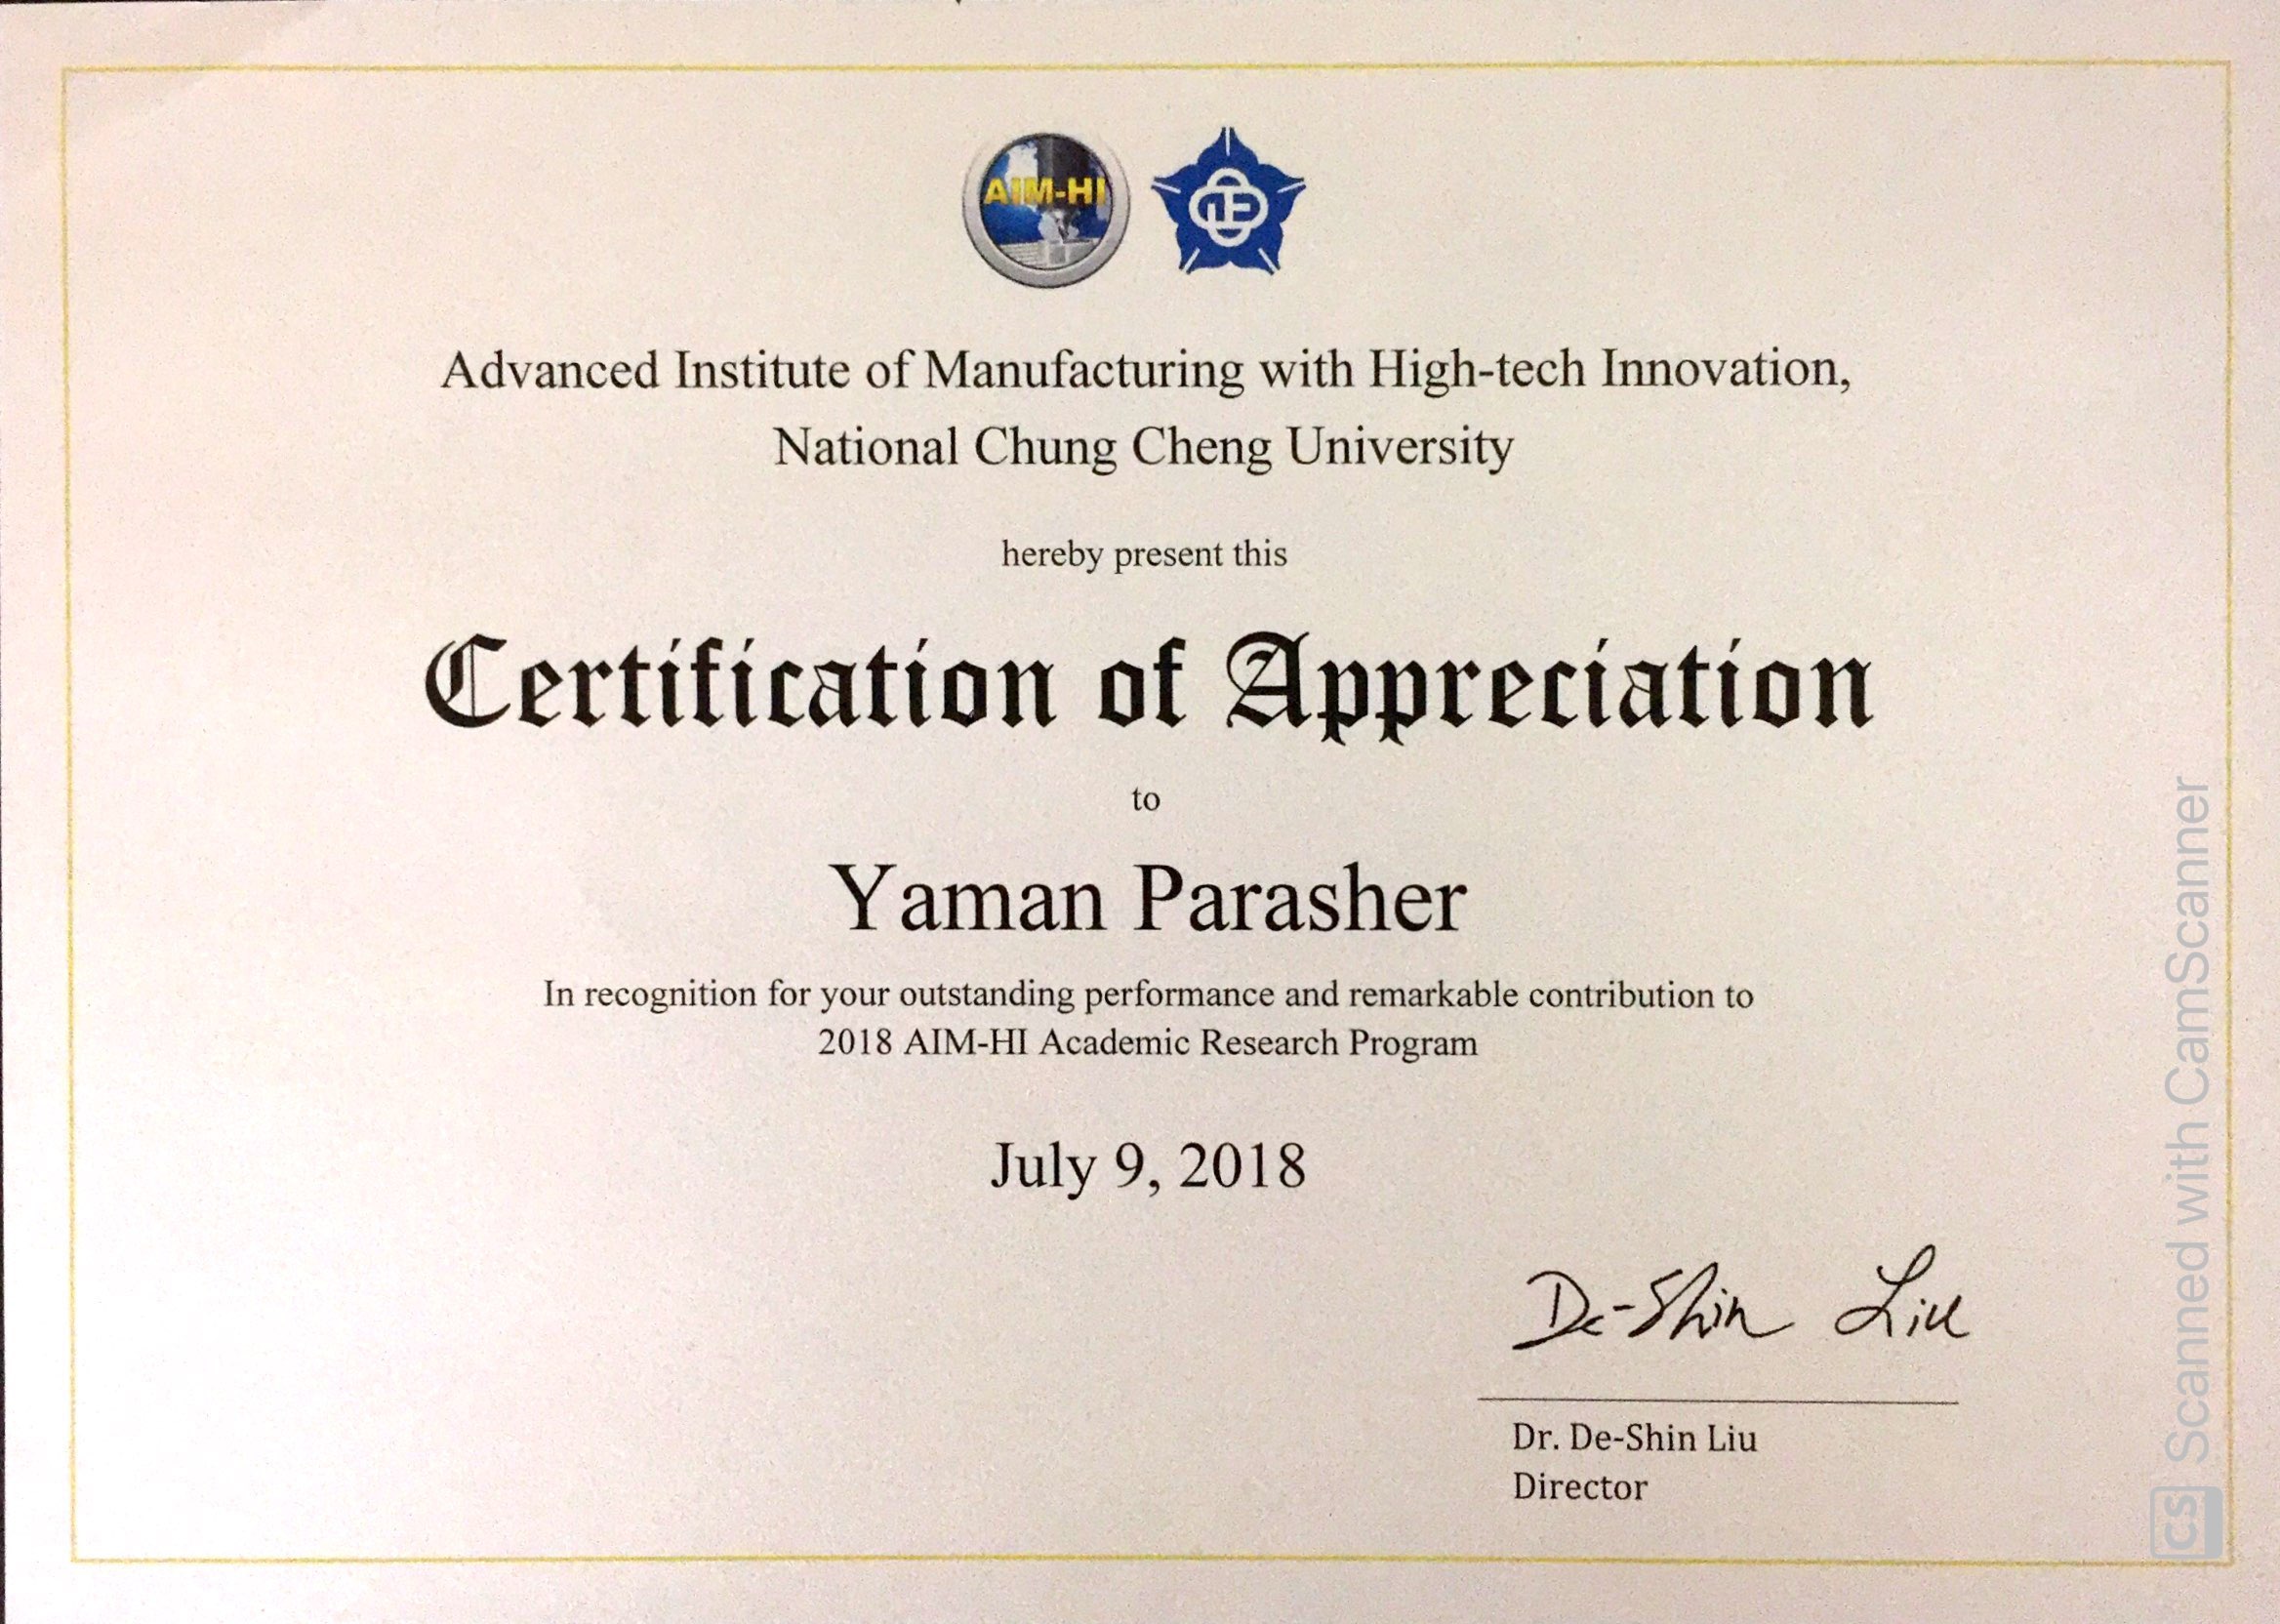 AIM-HI
Advanced Institute of Manufacturing with High-tech Innovation,
National Chung Cheng University
hereby present this
Certification of Appreciation
to
Yaman Parasher
In recognition for your outstanding performance and remarkable contribution to
2018 AIM-HI Academic Research Program
July 9, 2018
De-Shin Liu
Dr. De-Shin Liu
Director
CS Scanned with CamScanner